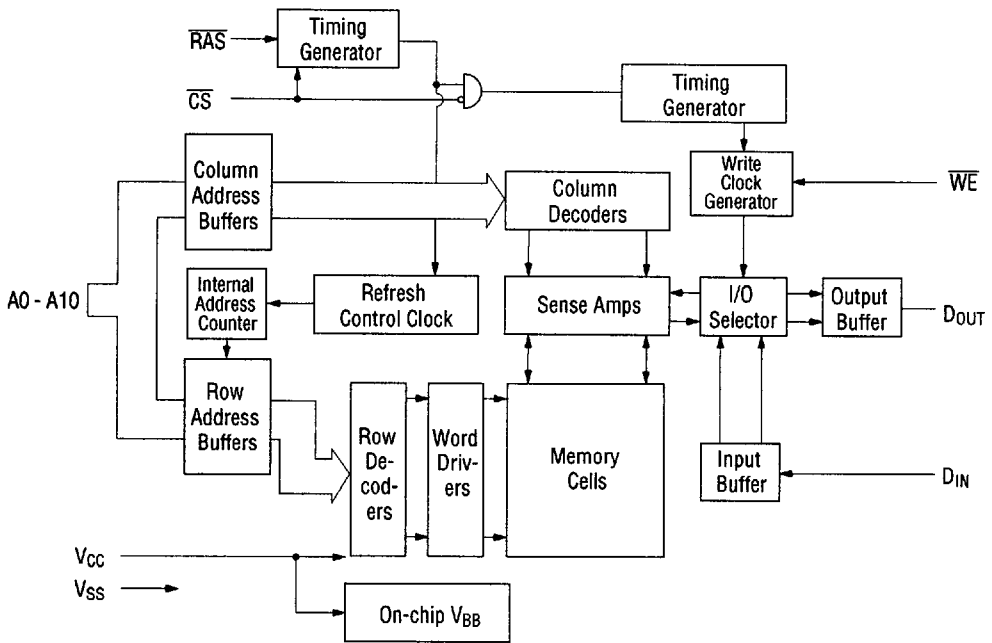 RAS
Timing
Generator
CS
Timing
Generator
Column
Address
Buffers
Column
Decoders
Write
Clock
Generator
WE
A0 - A10
Internal
Address
Counter
Refresh
Control Clock
Sense Amps
I/O
Selector
Output
Buffer
DOUT
Row
Address
Buffers
Row
De-
cod-
ers
Word
Driv-
ers
Memory
Cells
Input
Buffer
DIN
VCC
VSS
On-chip VBB